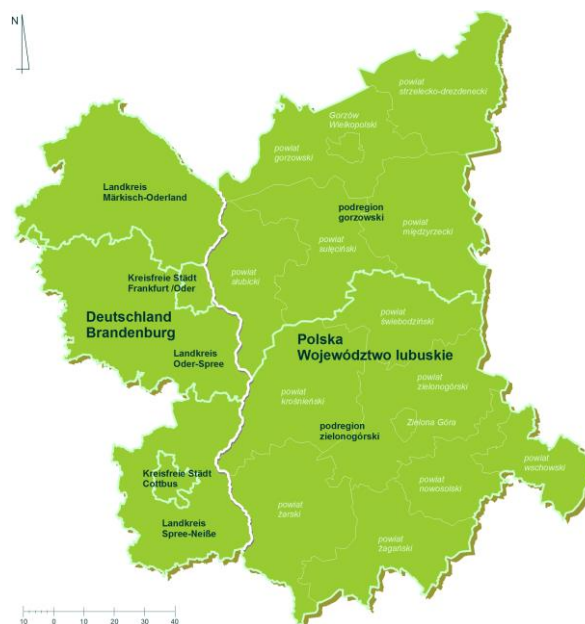 N
powiat
strzelecko-drezdenecki
Gorzów
Wielkopolski
powiat
gorzowski
Landkreis
Märkisch-Oderland
podregion
gorzowski
powiat
międzyrzecki
powiat
sulęciński
Kreisfreie Städt
Frankfurt /Oder
powiat
słubicki
Deutschland
Brandenburg
powiat
świebodziński
Polska
Województwo lubuskie
Landkreis
Oder-Spree
powiat
zielonogórski
powiat
krośnieński
podregion
zielonogórski
Zielona Góra
powiat
wschowski
Kreisfreie Städt
Cottbus
powiat
nowosolski
powiat
żarski
Landkreis
Spree-Neiße
powiat
żagański
10 0 10 20 30 40